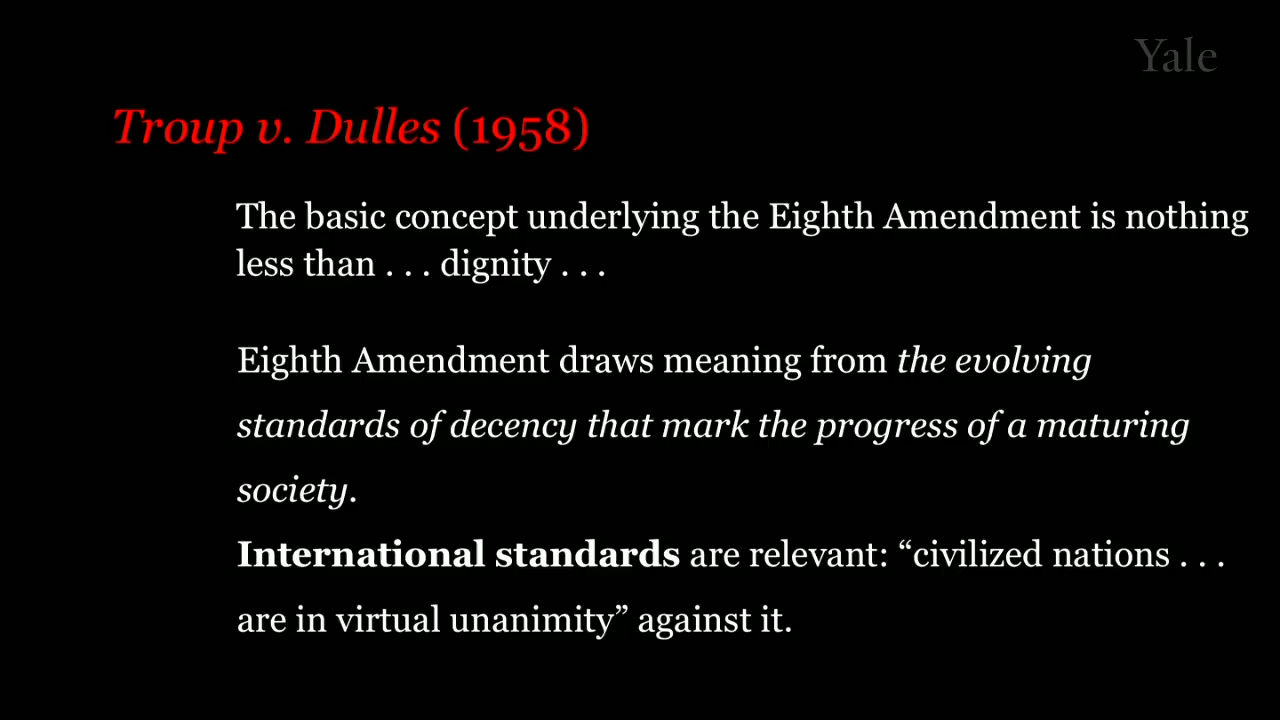 Yale
Troup v. Dulles (1958)
The basic concept underlying the Eighth Amendment is nothing
less than . . . dignity . . .
Eighth Amendment draws meaning from the evolving
standards of decency that mark the progress of a maturing
society.
International standards are relevant: “civilized nations . . .
are in virtual unanimity” against it.